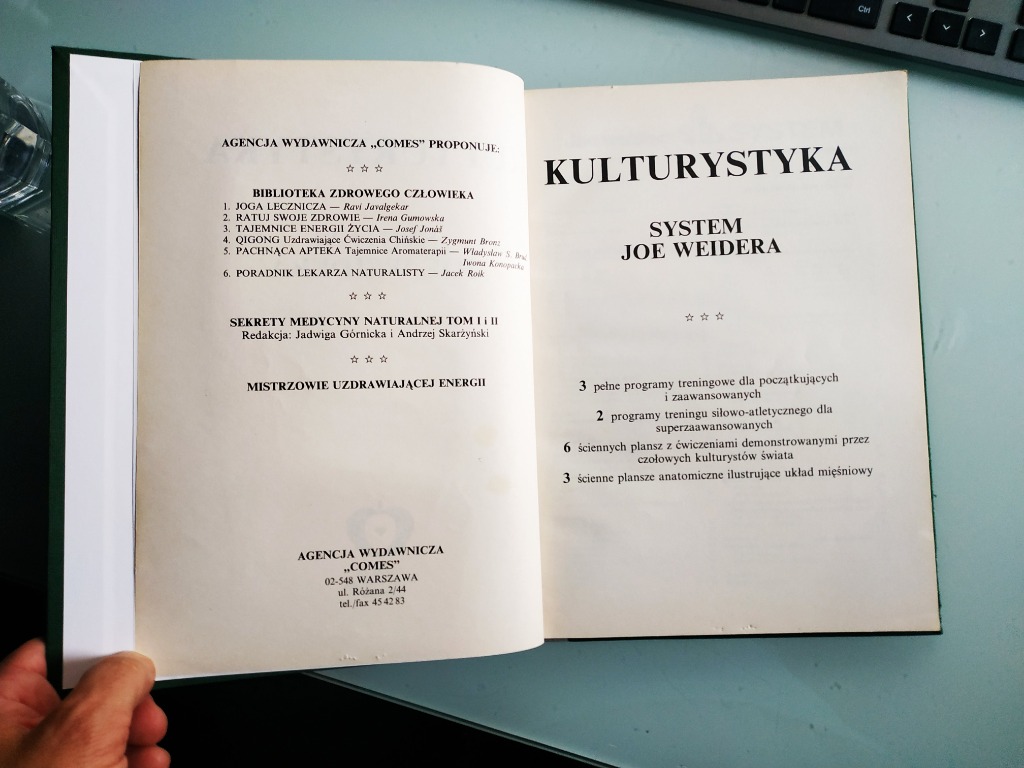 AGENCJA WYDAWNICZA „COMES” PROPONUJE:
☆ ☆ ☆
BIBLIOTEKA ZDROWEGO CZŁOWIEKA
1. JOGA LECZNICZA — Ravi Javalgekar
2. RATUJ SWOJE ZDROWIE — Irena Gumowska
3. TAJEMNICE ENERGII ŻYCIA — Josef Jonáš
4. QIGONG Uzdrawiające Ćwiczenia Chińskie — Zygmunt Bronz
5. PACHNĄCA APTEKA Tajemnice Aromaterapii — Władysław S.
Iwona Konopacka
6. PORADNIK LEKARZA NATURALISTY — Jacek Roik
☆ ☆ ☆
SEKRETY MEDYCYNY NATURALNEJ TOM I i II
Redakcja: Jadwiga Górnicka i Andrzej Skarżyński
☆ ☆ ☆
MISTRZOWIE UZDRAWIAJĄCEJ ENERGII
AGENCJA WYDAWNICZA
„COMES”
02-548 WARSZAWA
ul. Różana 2/44
tel./fax 45 42 83
KULTURYSTYKA
SYSTEM
JOE WEIDERA
☆ ☆ ☆
3 pełne programy treningowe dla początkujących
i zaawansowanych
2 programy treningu siłowo-atletycznego dla
superzaawansowanych
6 ściennych plansz z ćwiczeniami demonstrowanymi przez
czołowych kulturystów świata
3 ścienne plansze anatomiczne ilustrujące układ mięśniowy
Ctrl